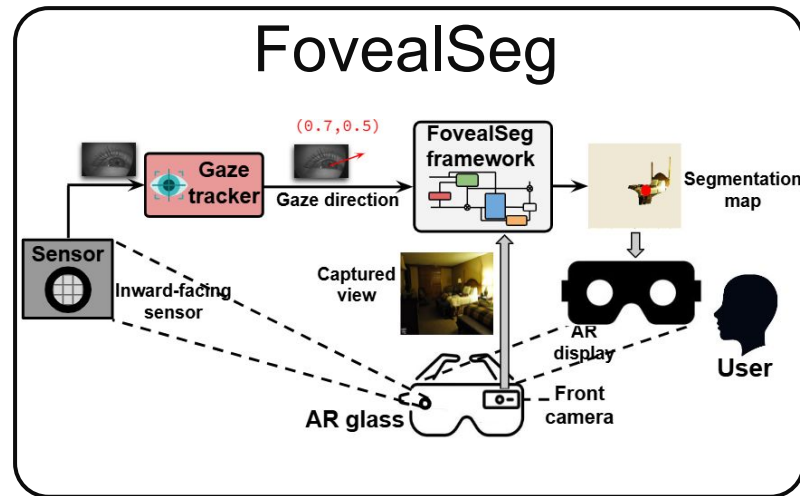 FovealSeg
(0.7,0.5)
Gaze
tracker
Gaze direction
FovealSeg
framework
Segmentation
map
Sensor
Inward-facing
sensor
Captured
view
AR
display
User
AR glass
Front
camera